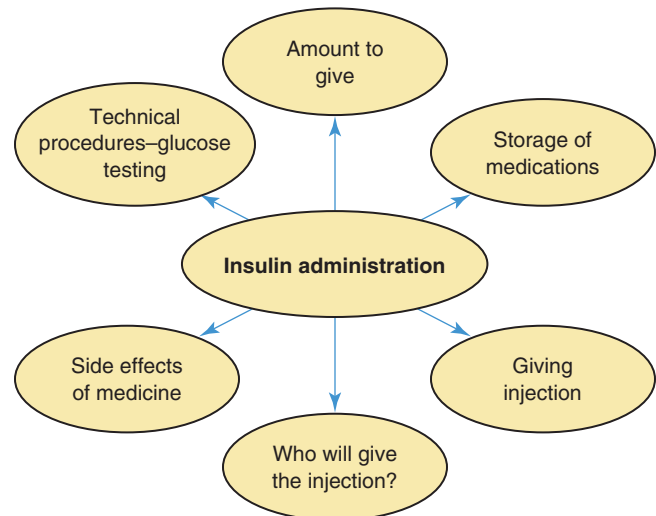 Amount to
give
Technical
procedures–glucose
testing
Storage of
medications
Insulin administration
Side effects
of medicine
Giving
injection
Who will give
the injection?